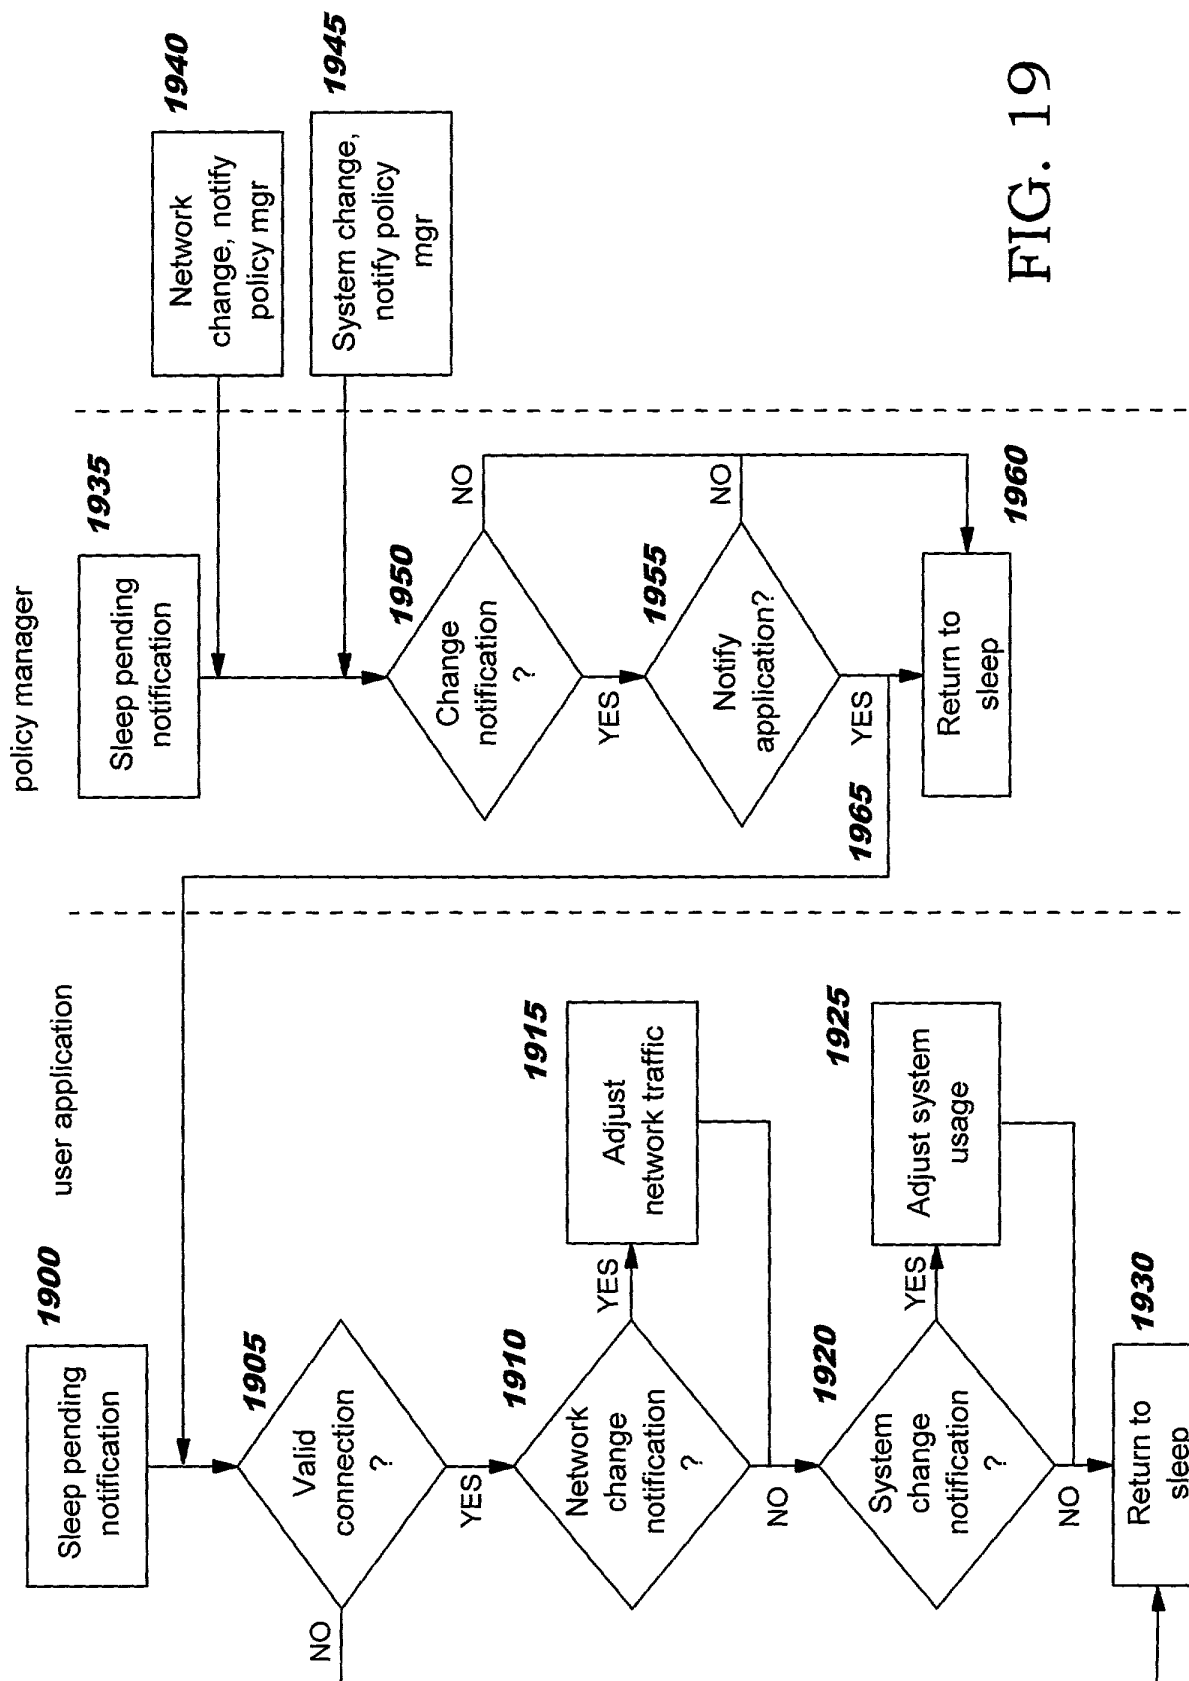 user application
1900
Sleep pending
notification
1905
Valid
connection
?
NO
YES
1910
Network
change
notification
?
YES
1915
Adjust
network traffic
NO
1920
System
change
notification
?
YES
1925
Adjust system
usage
NO
1930
Return to
sleep
policy manager
1935
Sleep pending
notification
1940
Network
change, notify
policy mgr
1945
System change,
notify policy
mgr
1950
Change
notification
?
NO
YES
1955
Notify
application?
NO
YES
1965
1960
Return to
sleep
FIG. 19